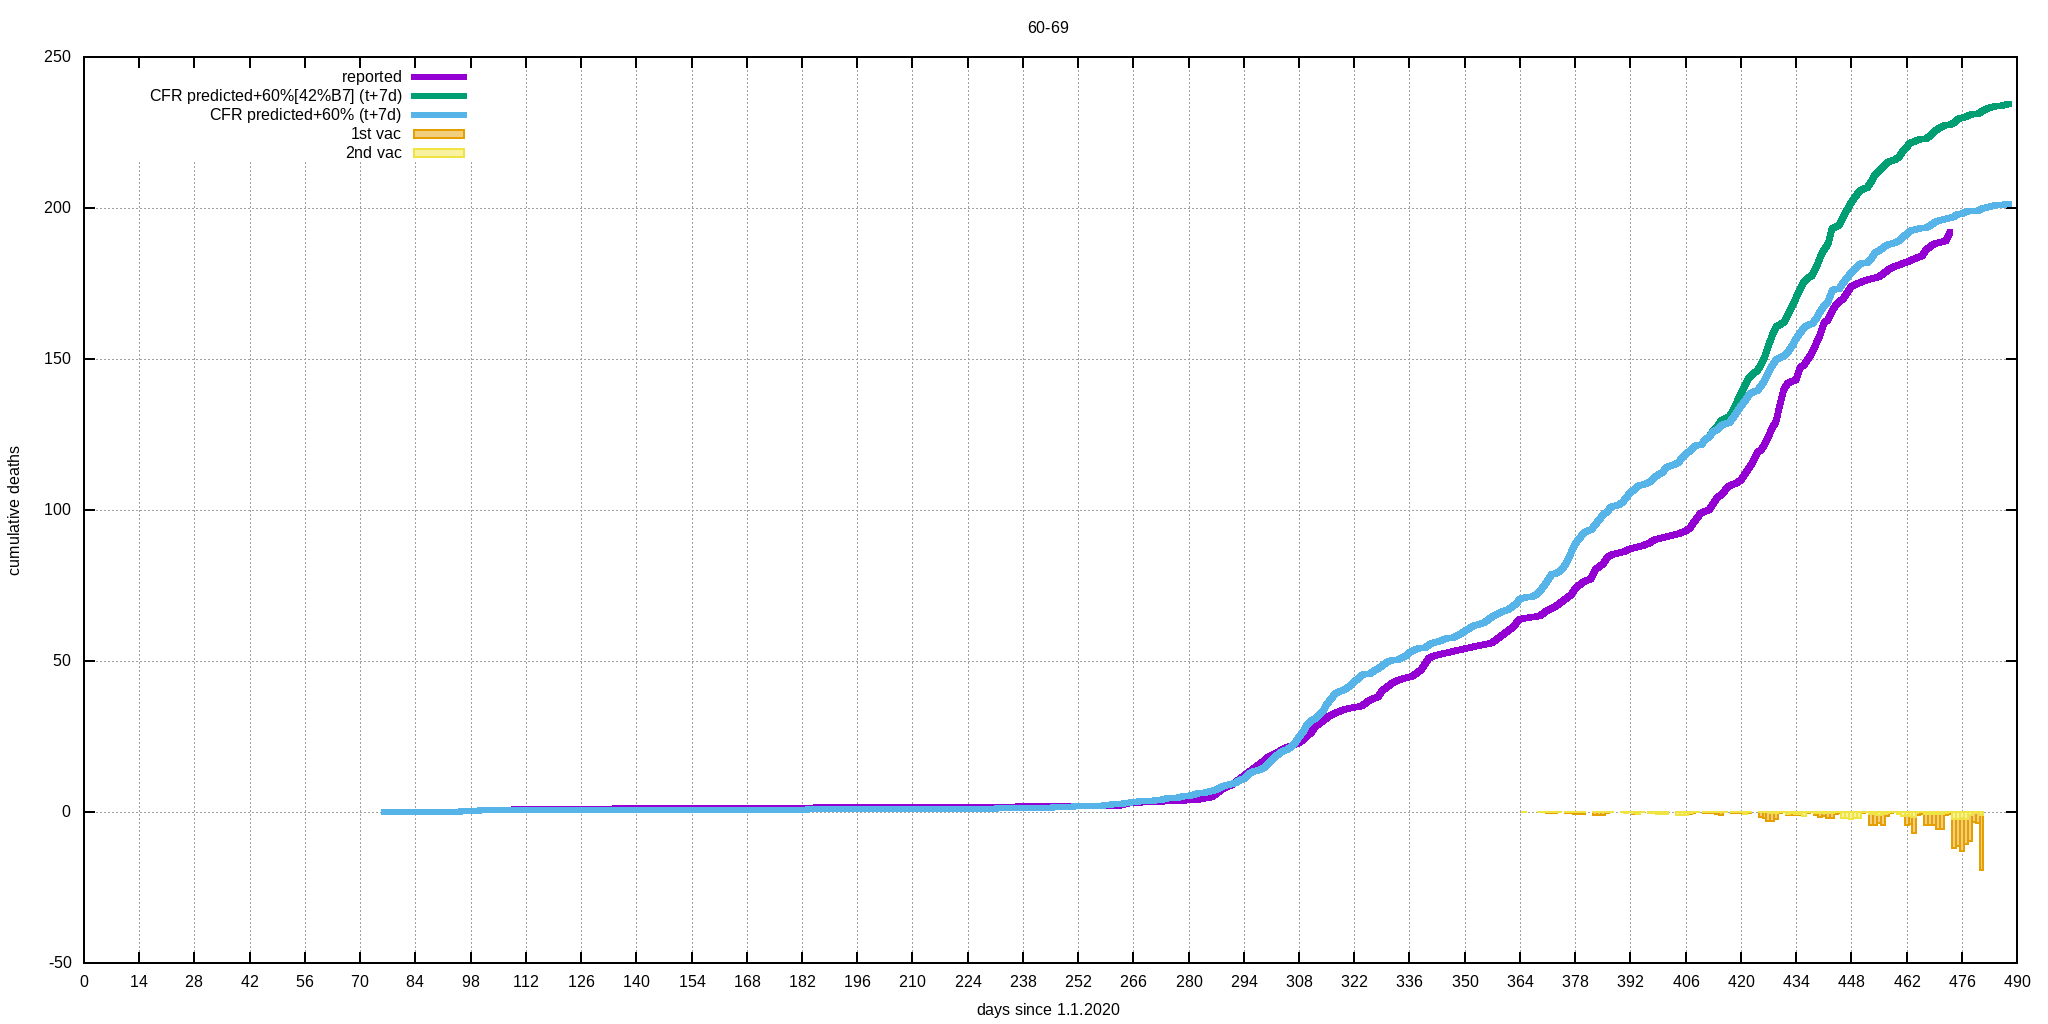 60-69
250
200
150
100
50
0
-50
cumulative deaths
reported
CFR predicted+60%[42%B7] (t+7d)
CFR predicted+60% (t+7d)
1st vac
2nd vac
0 14 28 42 56 70 84 98 112 126 140 154 168 182 196 210 224 238 252 266 280 294 308 322 336 350 364 378 392 406 420 434 448 462 476 490
days since 1.1.2020